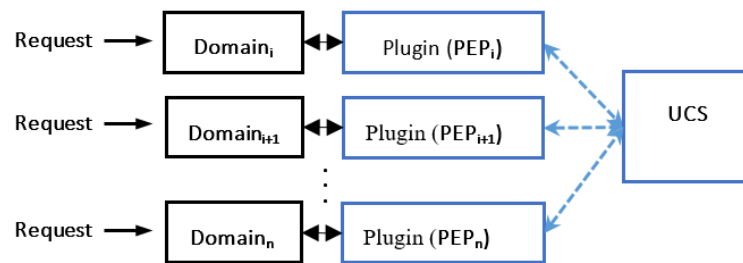 Request Domainᵢ Plugin (PEPᵢ)
UCS
Request Domainᵢ₊₁ Plugin (PEPᵢ₊₁)
Request Domainₙ Plugin (PEPₙ)